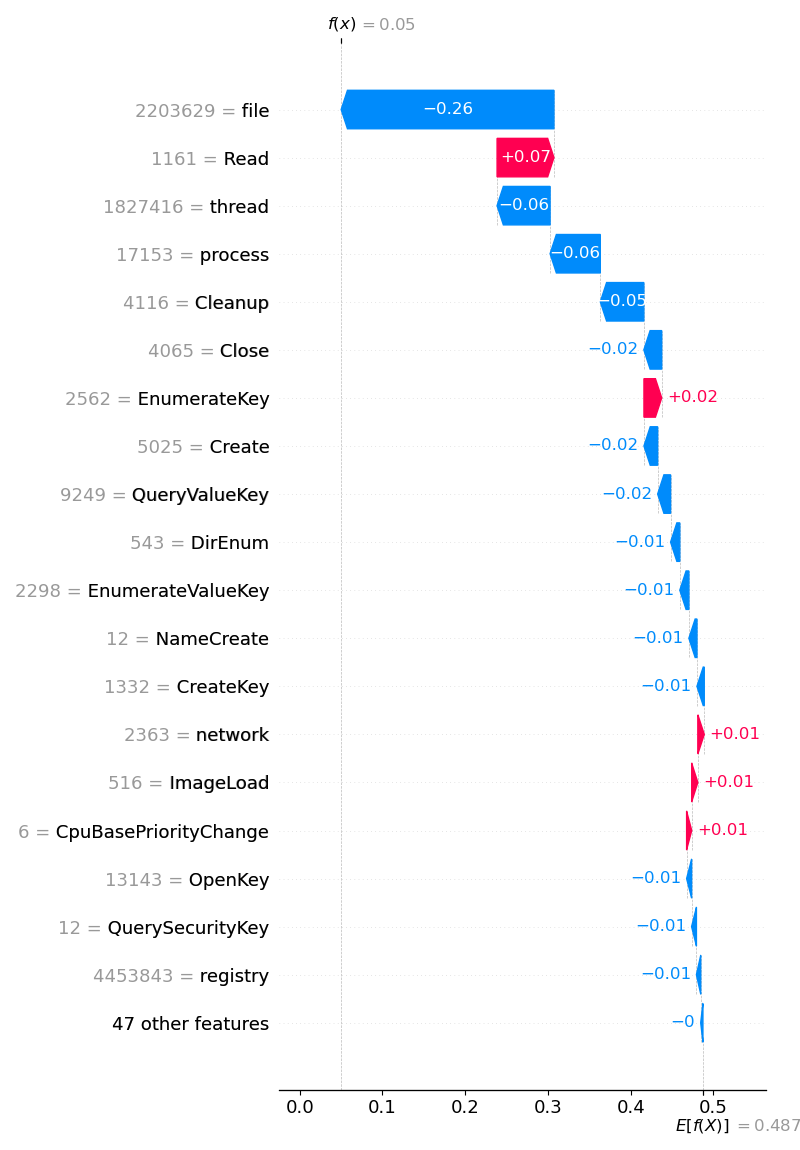 f(x) = 0.05
2203629 = file
−0.26
1161 = Read
+0.07
1827416 = thread
−0.06
17153 = process
−0.06
4116 = Cleanup
−0.05
4065 = Close
−0.02
2562 = EnumerateKey
+0.02
5025 = Create
−0.02
9249 = QueryValueKey
−0.02
543 = DirEnum
−0.01
2298 = EnumerateValueKey
−0.01
12 = NameCreate
−0.01
1332 = CreateKey
−0.01
2363 = network
+0.01
516 = ImageLoad
+0.01
6 = CpuBasePriorityChange
+0.01
13143 = OpenKey
−0.01
12 = QuerySecurityKey
−0.01
4453843 = registry
−0.01
47 other features
−0
0.0 0.1 0.2 0.3 0.4 0.5
E[f(X)] = 0.487